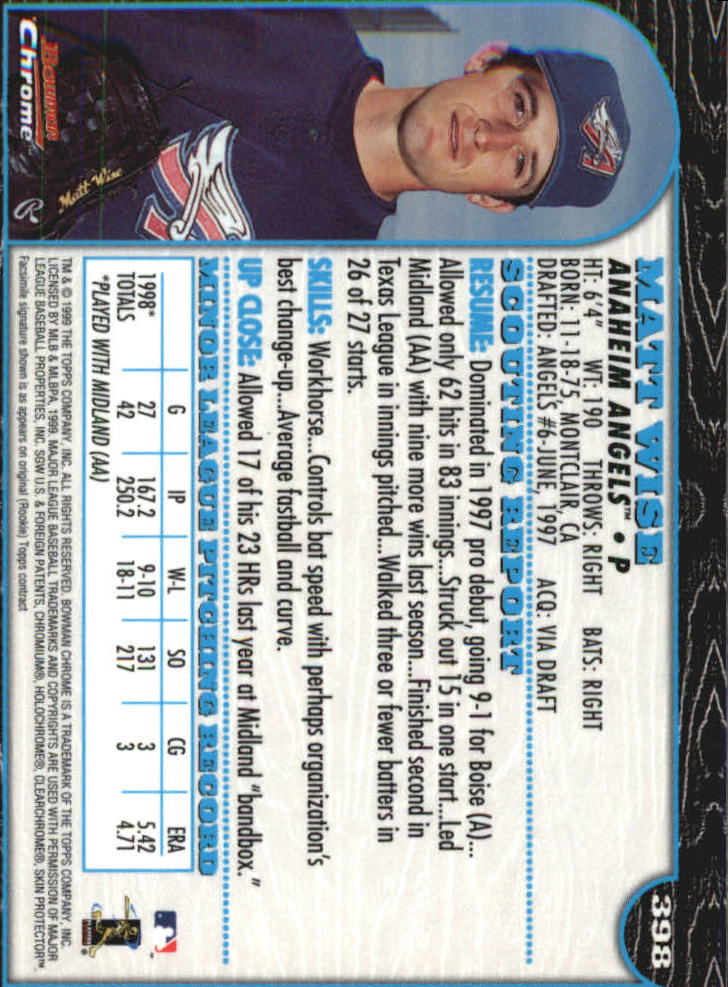 398
MATT WISE
ANAHEIM ANGELS™ • P
HT: 6'4" WT: 190 THROWS: RIGHT BATS: RIGHT
BORN: 11-18-75, MONTCLAIR, CA
DRAFTED: ANGELS #6-JUNE, 1997 ACQ: VIA DRAFT
SCOUTING REPORT
RESUME: Dominated in 1997 pro debut, going 9-1 for Boise (A)...
Allowed only 62 hits in 83 innings...Struck out 15 in one start...Led
Midland (AA) with nine more wins last season...Finished second in
Texas League in innings pitched...Walked three or fewer batters in
26 of 27 starts.
SKILLS: Workhorse...Controls bat speed with perhaps organization's
best change-up...Average fastball and curve.
UP CLOSE: Allowed 17 of his 23 HRs last year at Midland "bandbox."
MINOR LEAGUE PITCHING RECORD
G IP W-L SO CG ERA
1998* 27 167.2 9-10 131 3 5.42
TOTALS 42 250.2 18-11 217 3 4.71
*PLAYED WITH MIDLAND (AA)
TM & © 1999 THE TOPPS COMPANY, INC. ALL RIGHTS RESERVED. BOWMAN CHROME IS A TRADEMARK OF THE TOPPS COMPANY, INC.
LICENSED BY MLB & MLBPA, 1999. MAJOR LEAGUE BASEBALL TRADEMARKS AND COPYRIGHTS ARE USED WITH PERMISSION OF MAJOR
LEAGUE BASEBALL PROPERTIES, INC. SGW U.S. & FOREIGN PATENTS, CHROMIUM®, HOLOCHROME®, CLEARCHROME®, SKIN PROTECTOR™
Facsimile signature shown is as appears on original (Rookie) Topps contract
A
Matt Wise
Bowman
Chrome
R